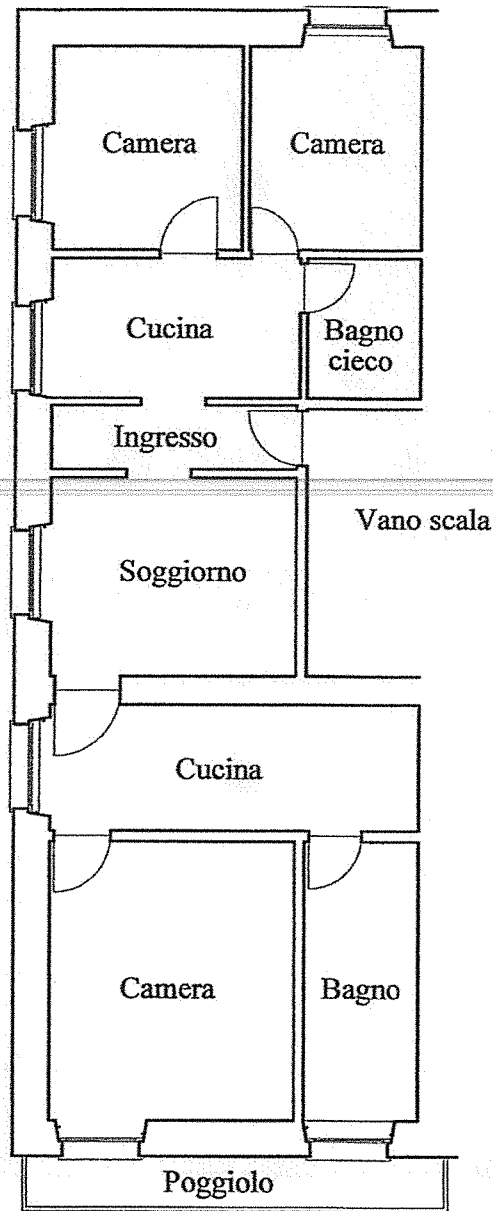 Camera
Camera
Cucina
Bagno
cieco
Ingresso
Vano scala
Soggiorno
Cucina
Camera
Bagno
Poggiolo